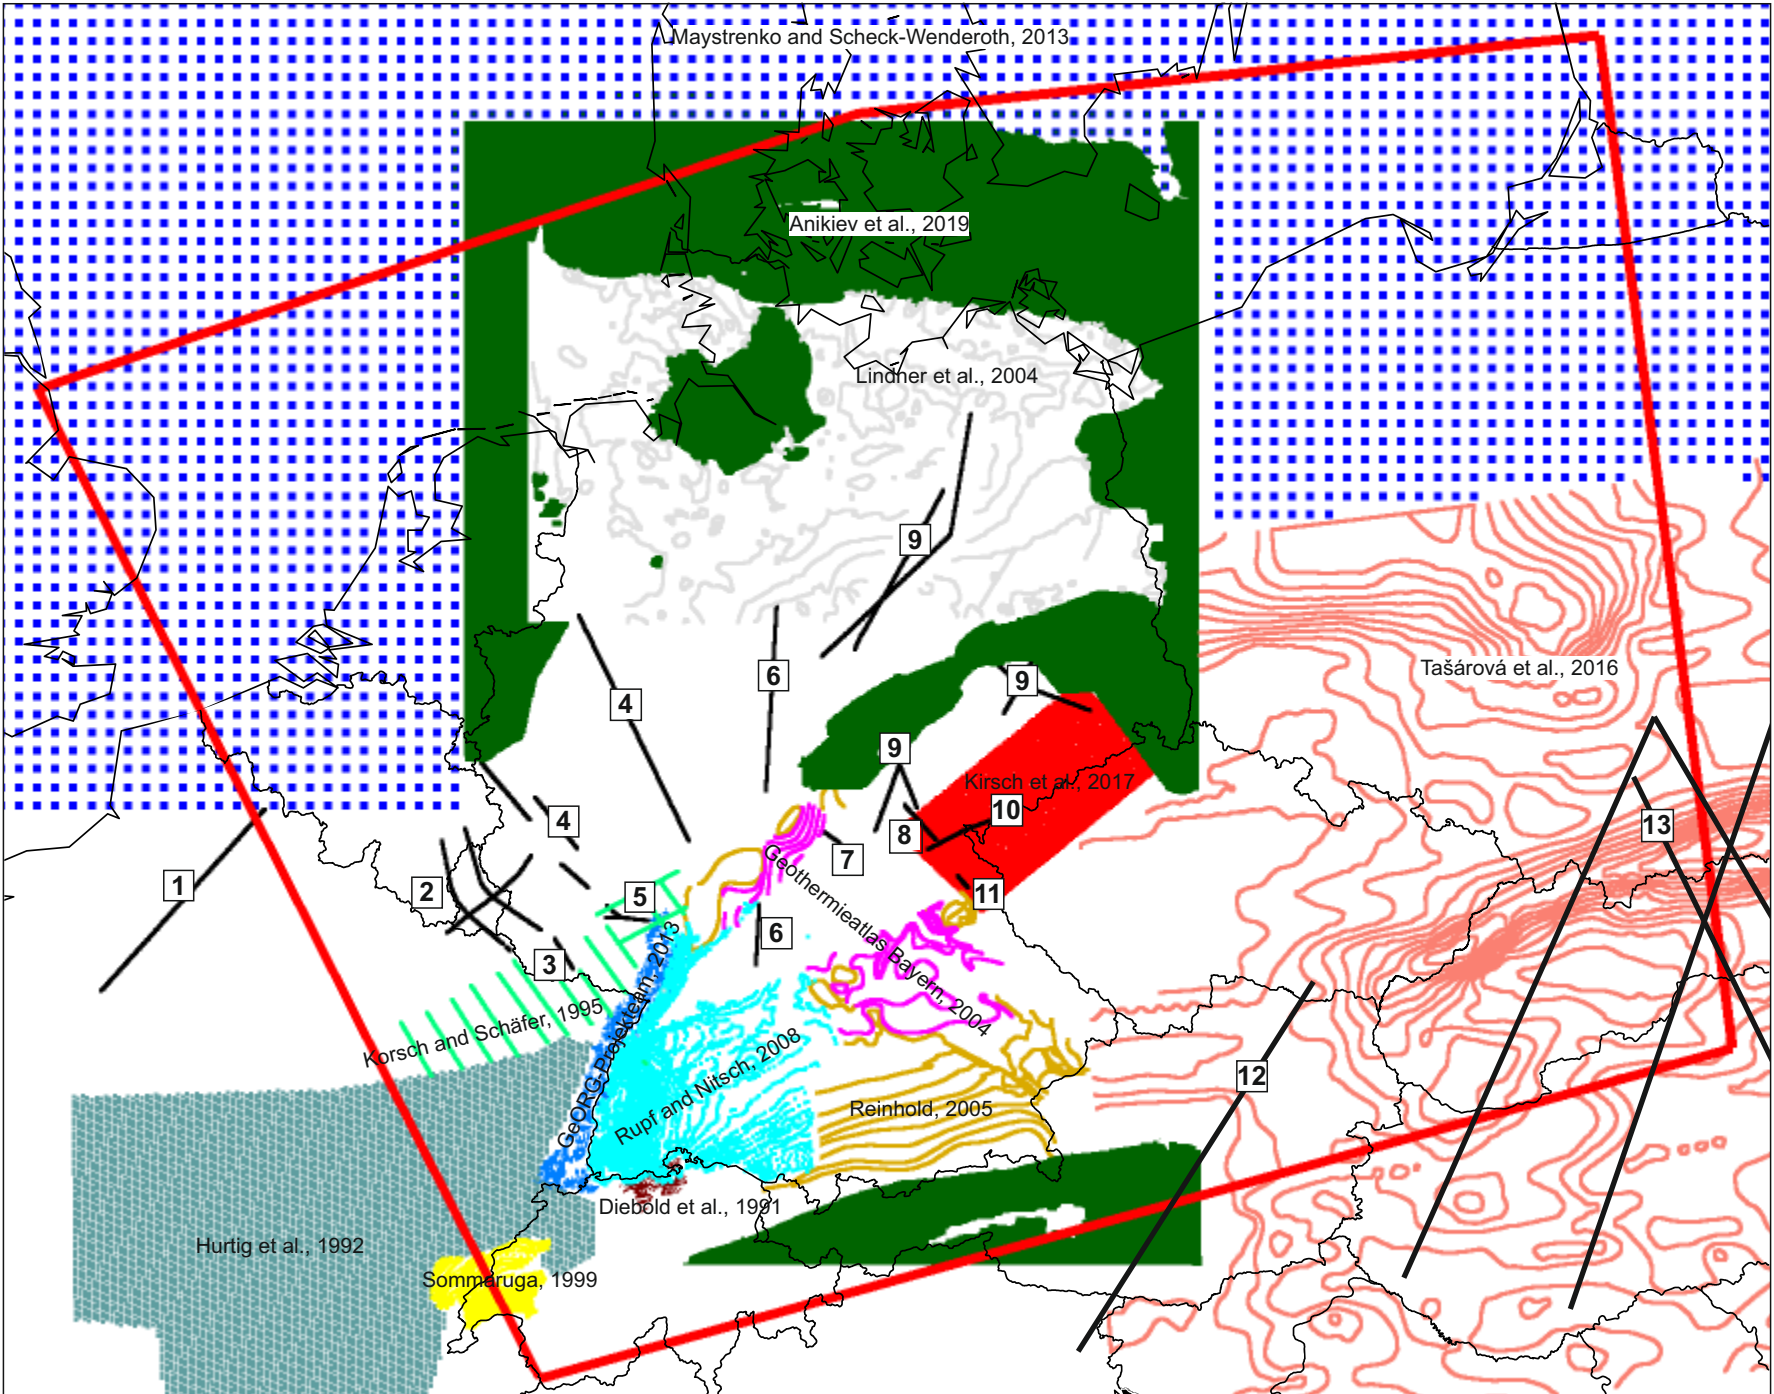 Maystrenko and Scheck-Wenderoth, 2013
Anikiev et al., 2019
Lindner et al., 2004
9
Tašárová et al., 2016
6
9
4
9
Kirsch et al., 2017
10
4
8
13
7
1
2
5
11
Geothermieatlas Bayern, 2004
6
3
GeORG-Projektteam, 2013
Korsch and Schäfer, 1995
Rupf and Nitsch, 2008
12
Reinhold, 2005
Diebold et al., 1991
Hurtig et al., 1992
Sommaruga, 1999